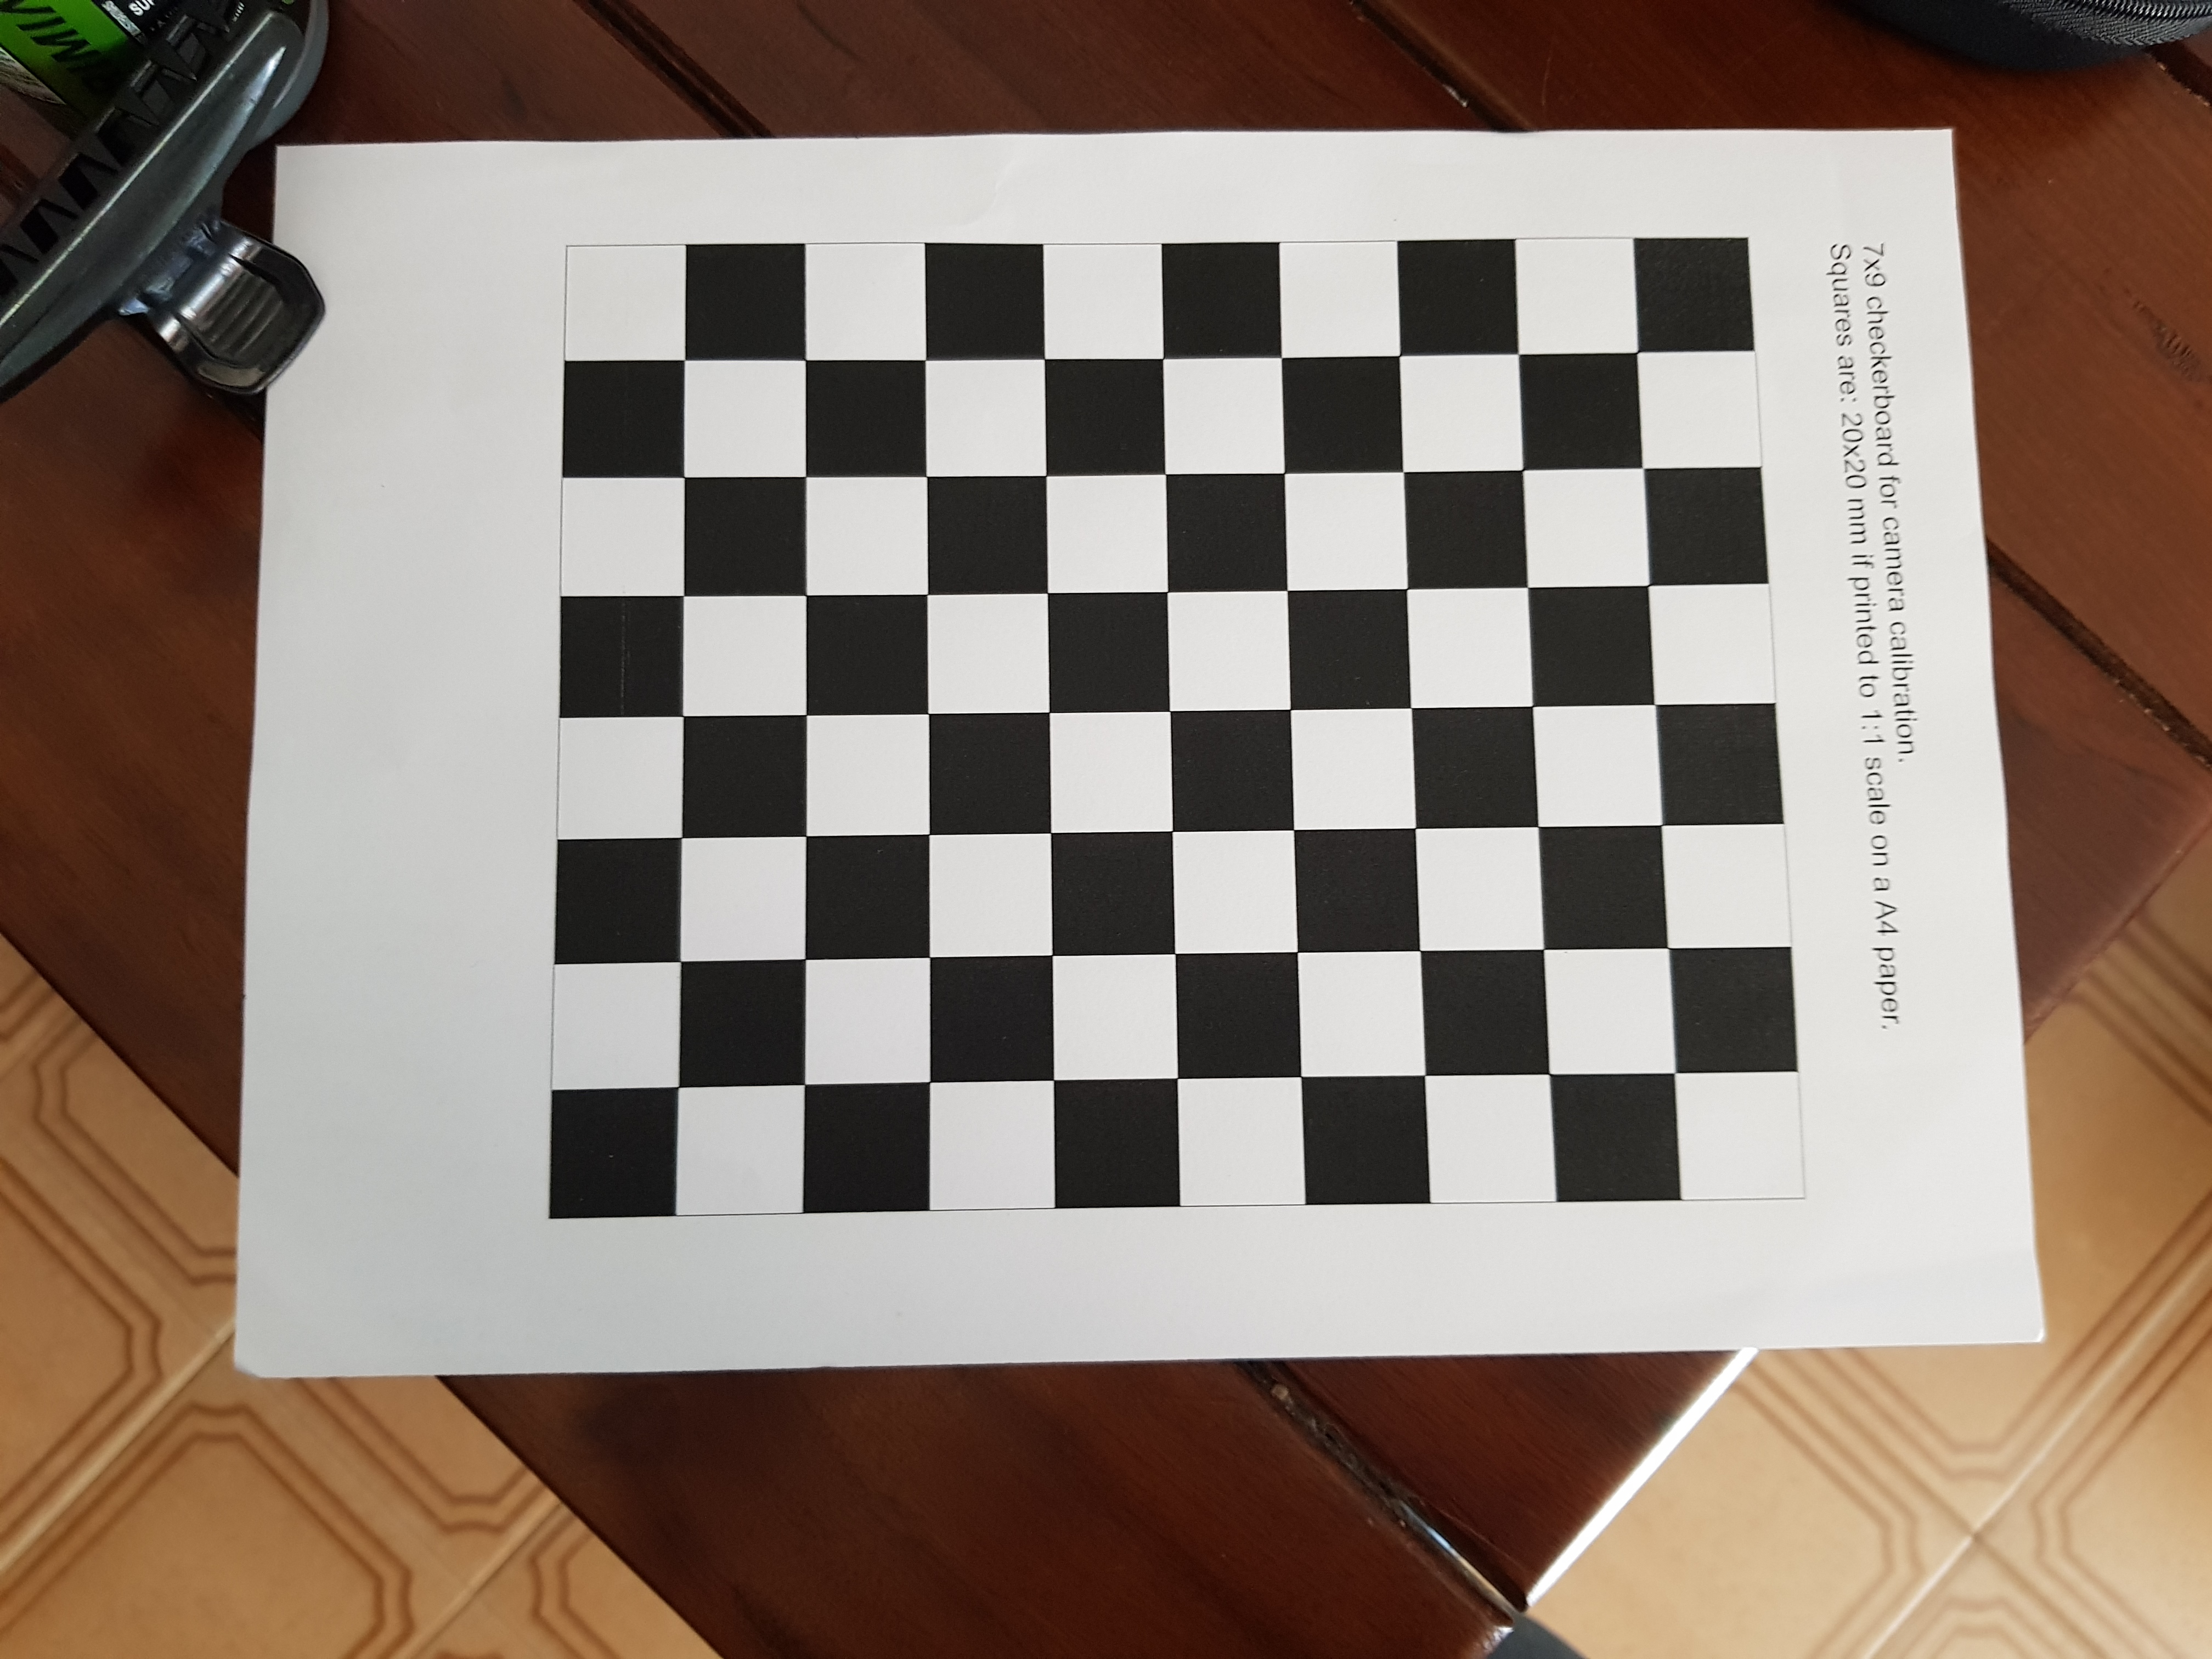 7x9 checkerboard for camera calibration.
Squares are: 20x20 mm if printed to 1:1 scale on a A4 paper.